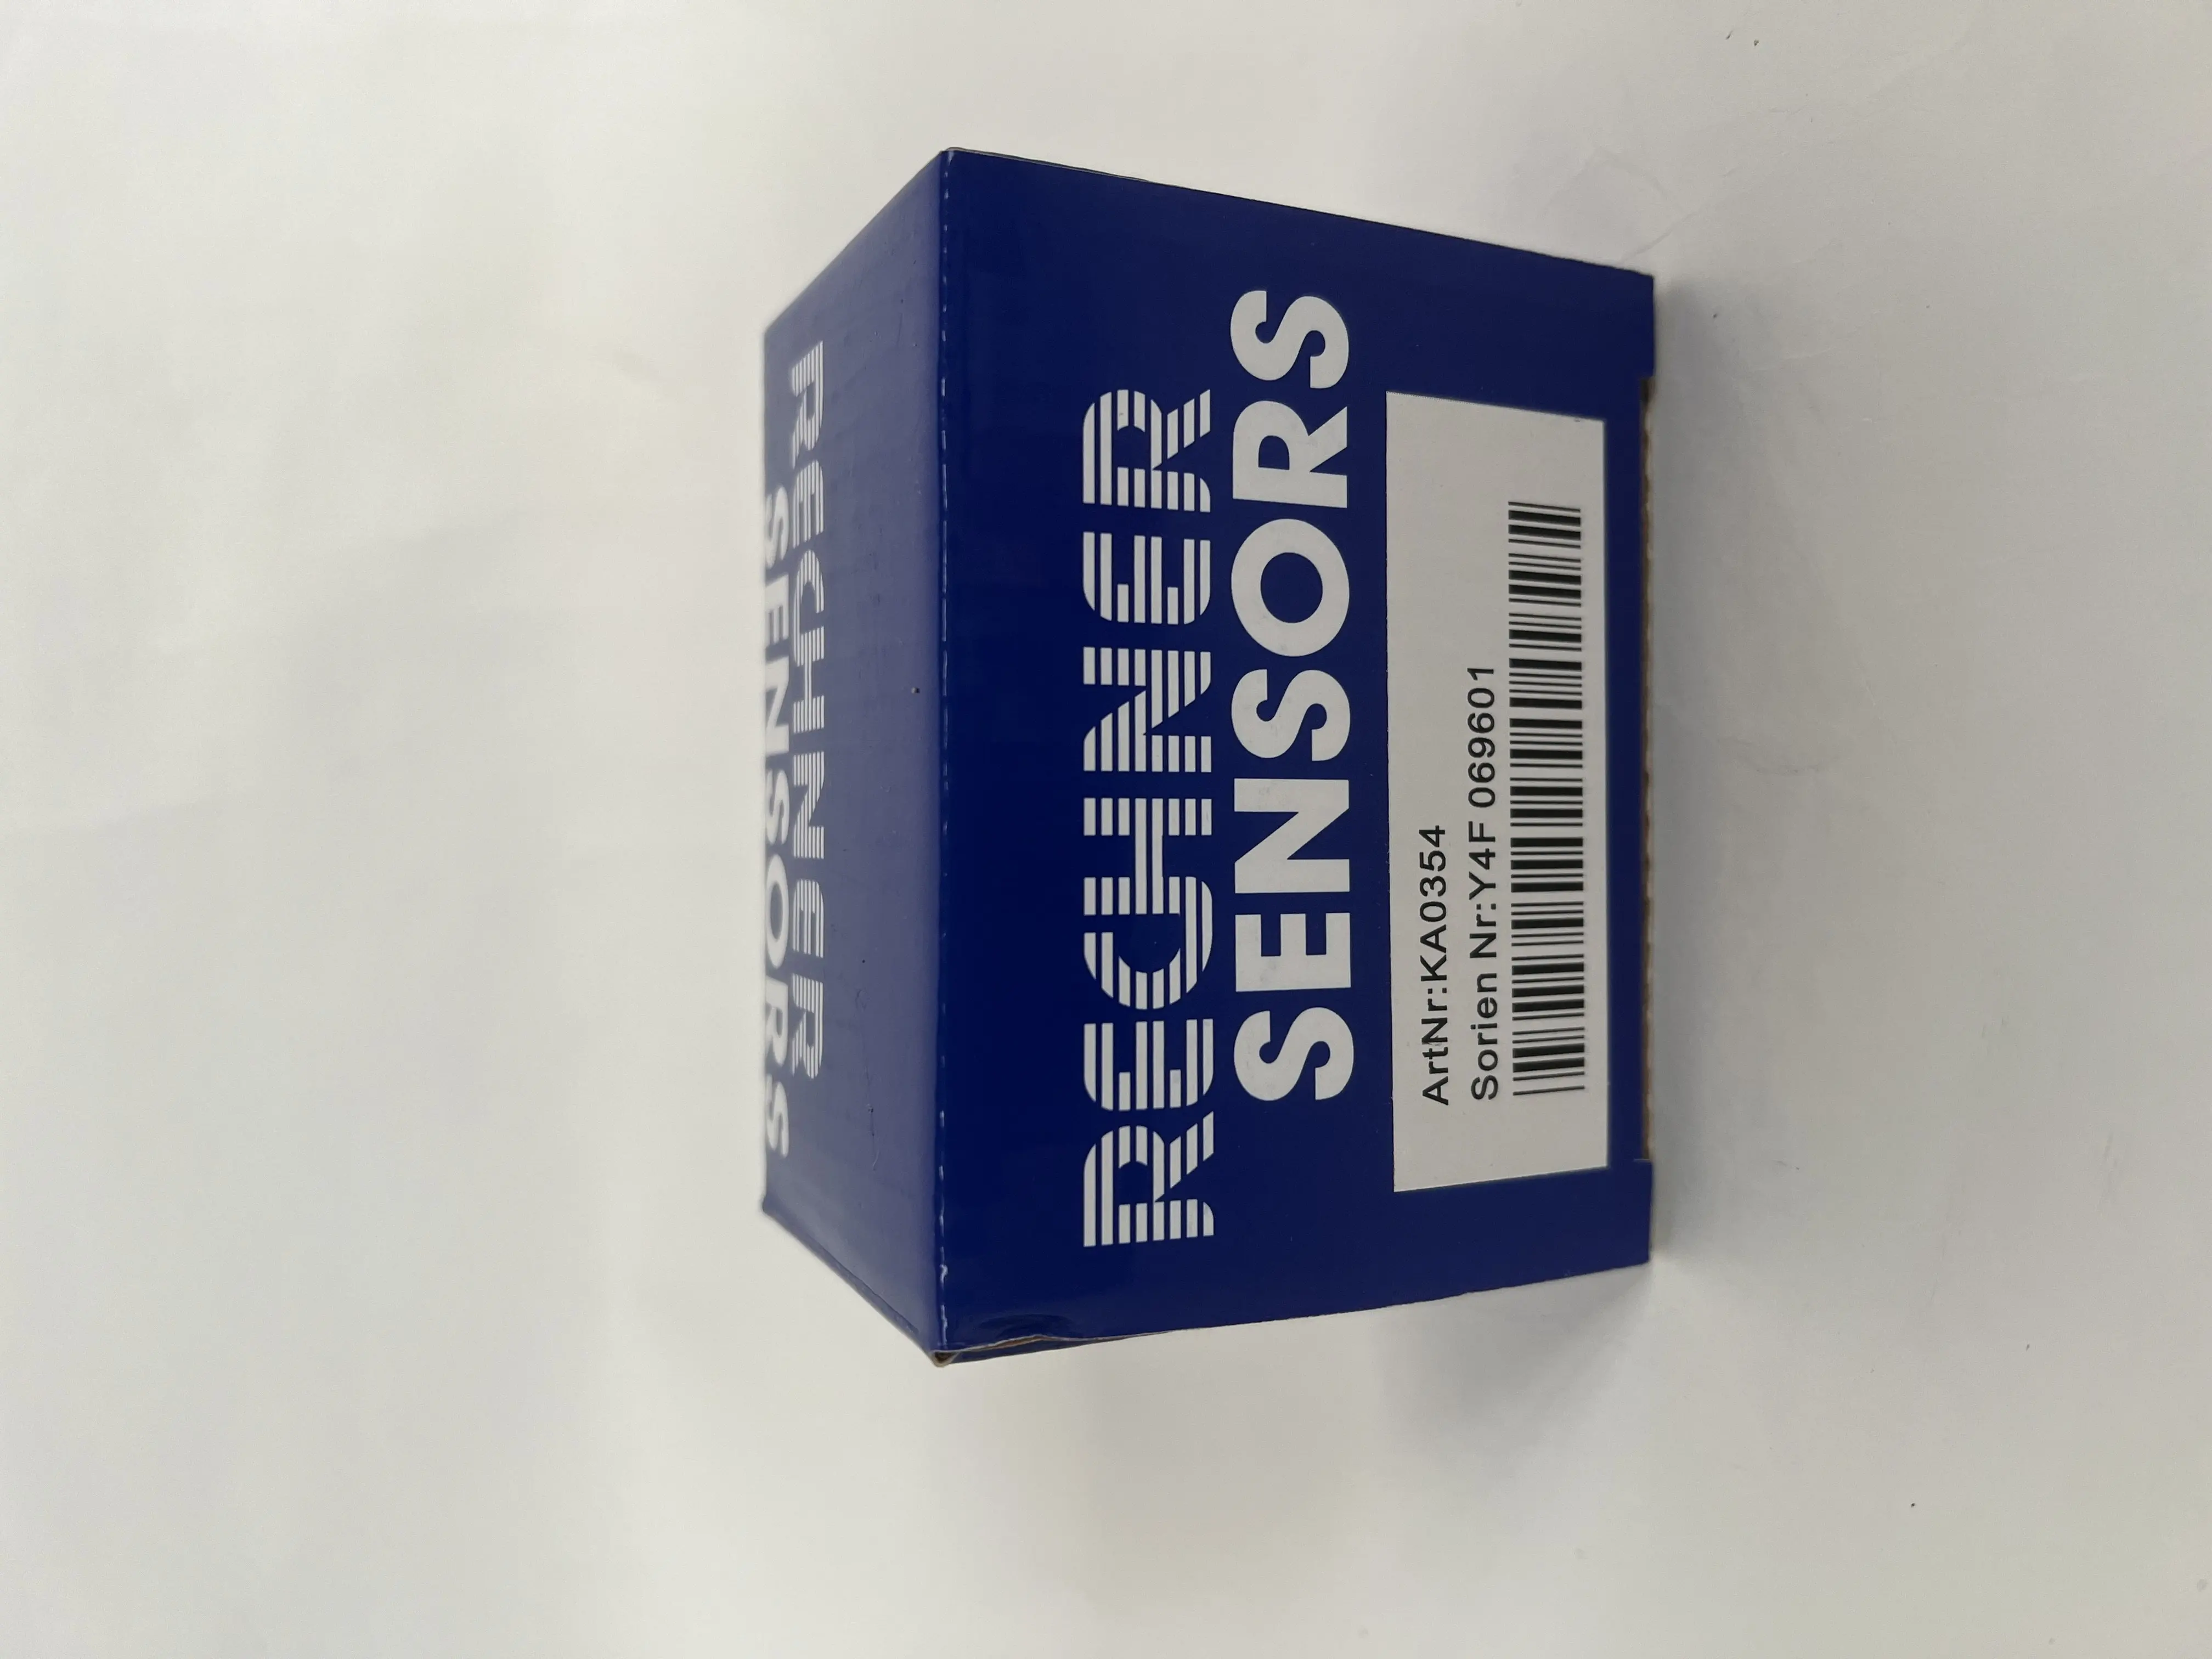 RECHNER
SENSORS
ArtNr:KA0354
Sorien Nr:Y4F 069601
RECHNER
SENSORS